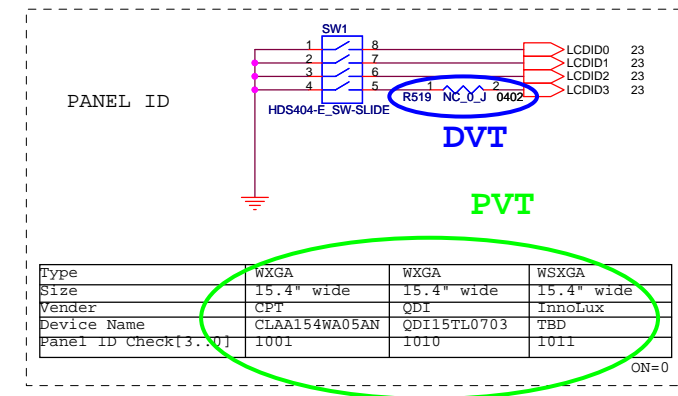 SW1
1 8
2 7
3 6
4 5
HDS404-E_SW-SLIDE
LCDID0 23
LCDID1 23
LCDID2 23
LCDID3 23
PANEL ID
1 2
R519 NC_0_J 0402
DVT
PVT
Type WXGA WXGA WSXGA
Size 15.4" wide 15.4" wide 15.4" wide
Vender CPT QDI InnoLux
Device Name CLAA154WA05AN QDI15TL0703 TBD
Panel ID Check[3..0] 1001 1010 1011
ON=0